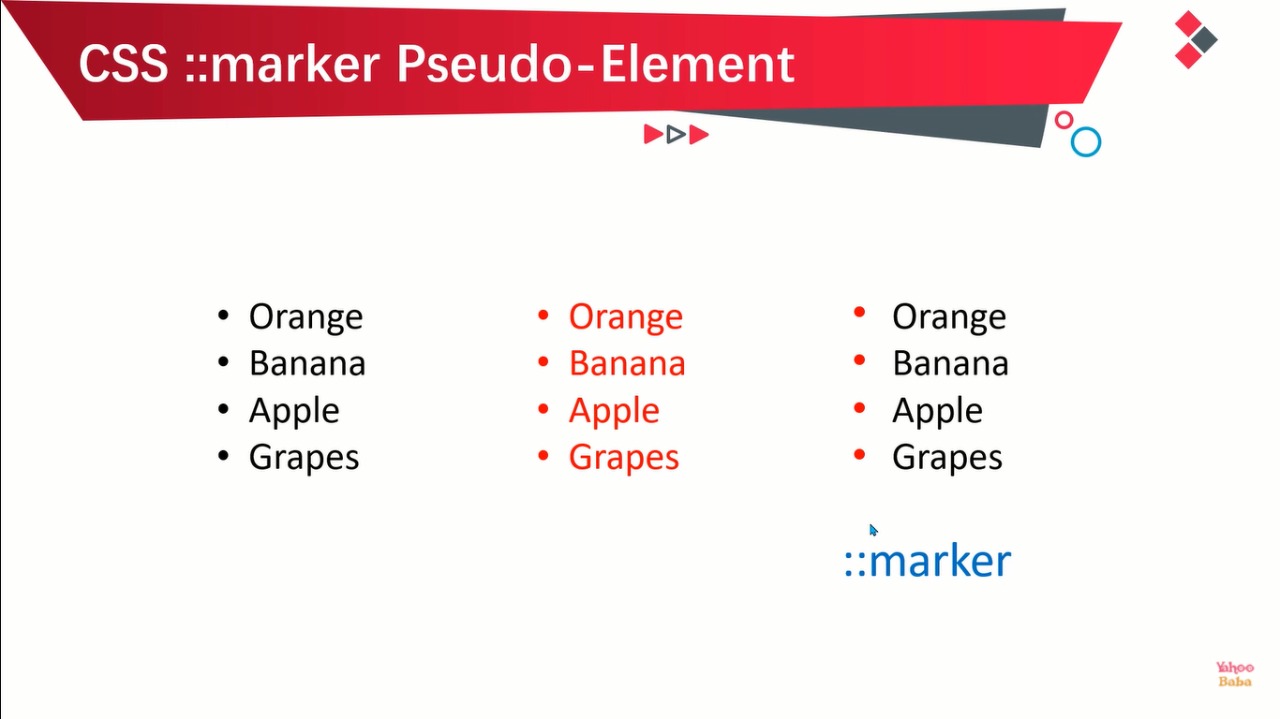 CSS ::marker Pseudo-Element
• Orange
• Banana
• Apple
• Grapes
• Orange
• Banana
• Apple
• Grapes
• Orange
• Banana
• Apple
• Grapes
::marker
Yahoo
Baba